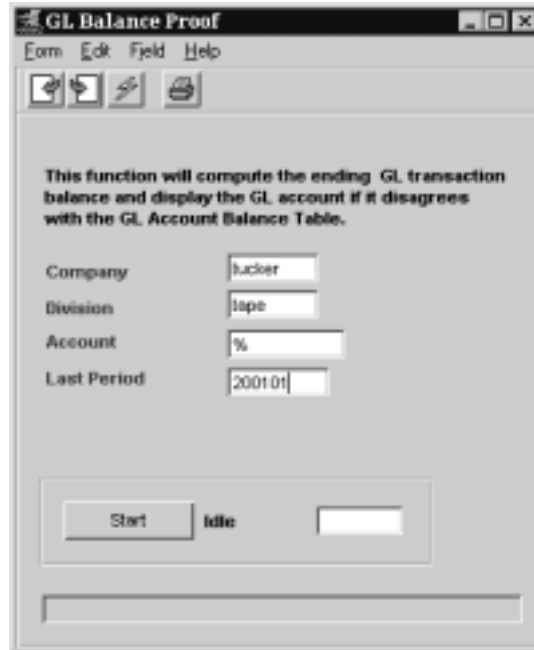 GL Balance Proof
Form Edit Field Help
This function will compute the ending GL transaction
balance and display the GL account if it disagrees
with the GL Account Balance Table.
Company tucker
Division tape
Account %
Last Period 200101
Start Idle